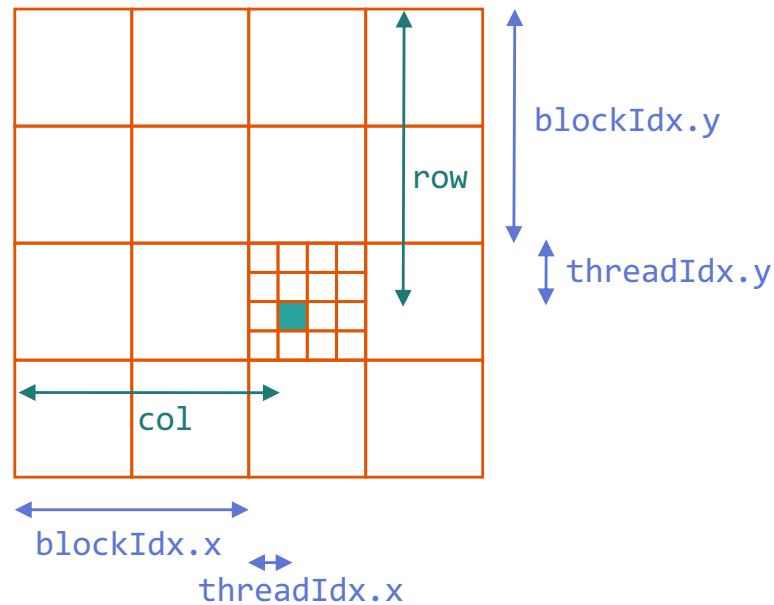 blockIdx.y
row
threadIdx.y
col
blockIdx.x
threadIdx.x